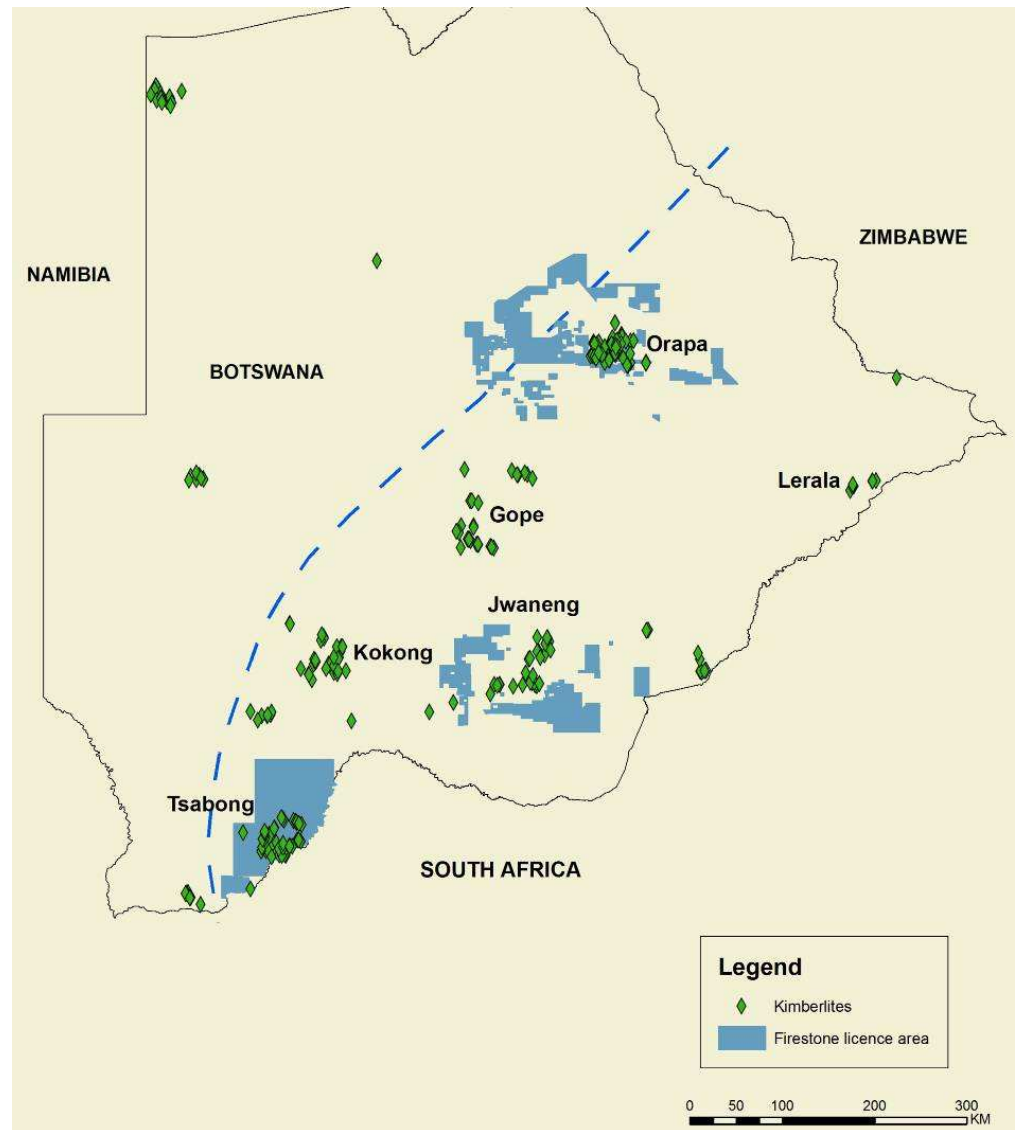 ZIMBABWE
NAMIBIA
Orapa
BOTSWANA
Lerala
Gope
Jwaneng
Kokong
Tsabong
SOUTH AFRICA
Legend
Kimberlites
Firestone licence area
0 50 100 200 300
KM